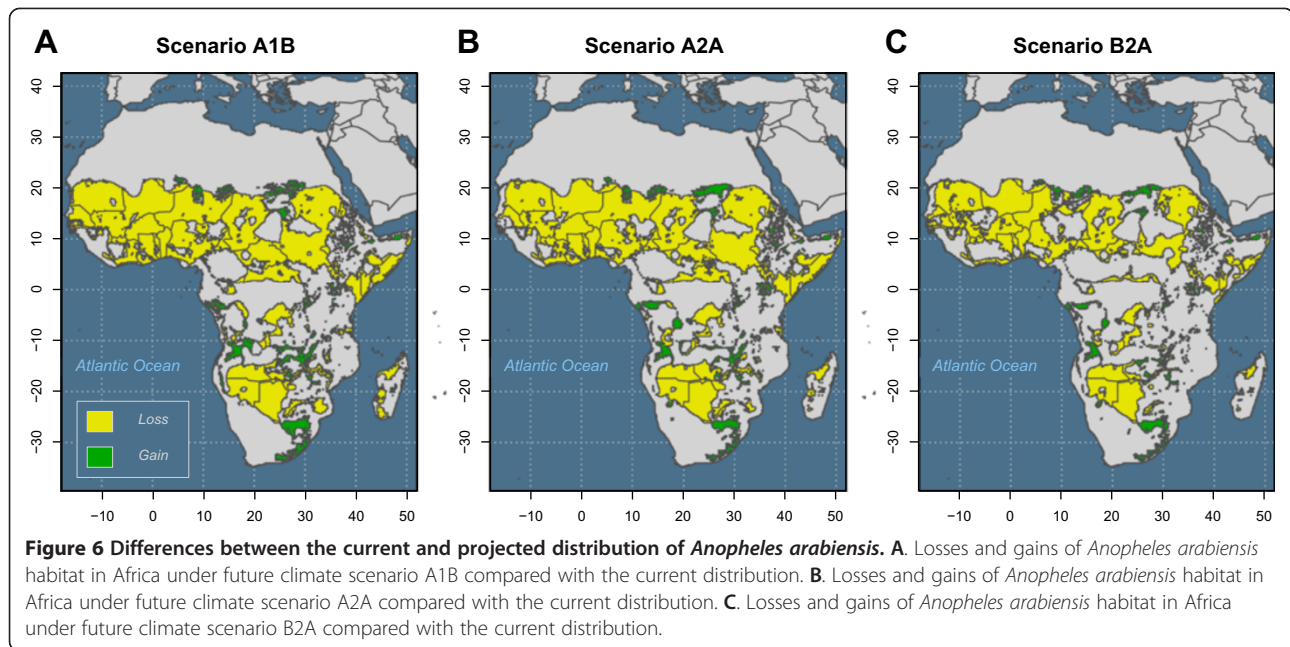 A Scenario A1B
B Scenario A2A
C Scenario B2A
40
30
20
10
0
−10
−20
−30
Atlantic Ocean
Loss
Gain
−10 0 10 20 30 40 50
40
30
20
10
0
−10
−20
−30
Atlantic Ocean
−10 0 10 20 30 40 50
40
30
20
10
0
−10
−20
−30
Atlantic Ocean
−10 0 10 20 30 40 50
Figure 6 Differences between the current and projected distribution of Anopheles arabiensis. A. Losses and gains of Anopheles arabiensis
habitat in Africa under future climate scenario A1B compared with the current distribution. B. Losses and gains of Anopheles arabiensis habitat in
Africa under future climate scenario A2A compared with the current distribution. C. Losses and gains of Anopheles arabiensis habitat in Africa
under future climate scenario B2A compared with the current distribution.